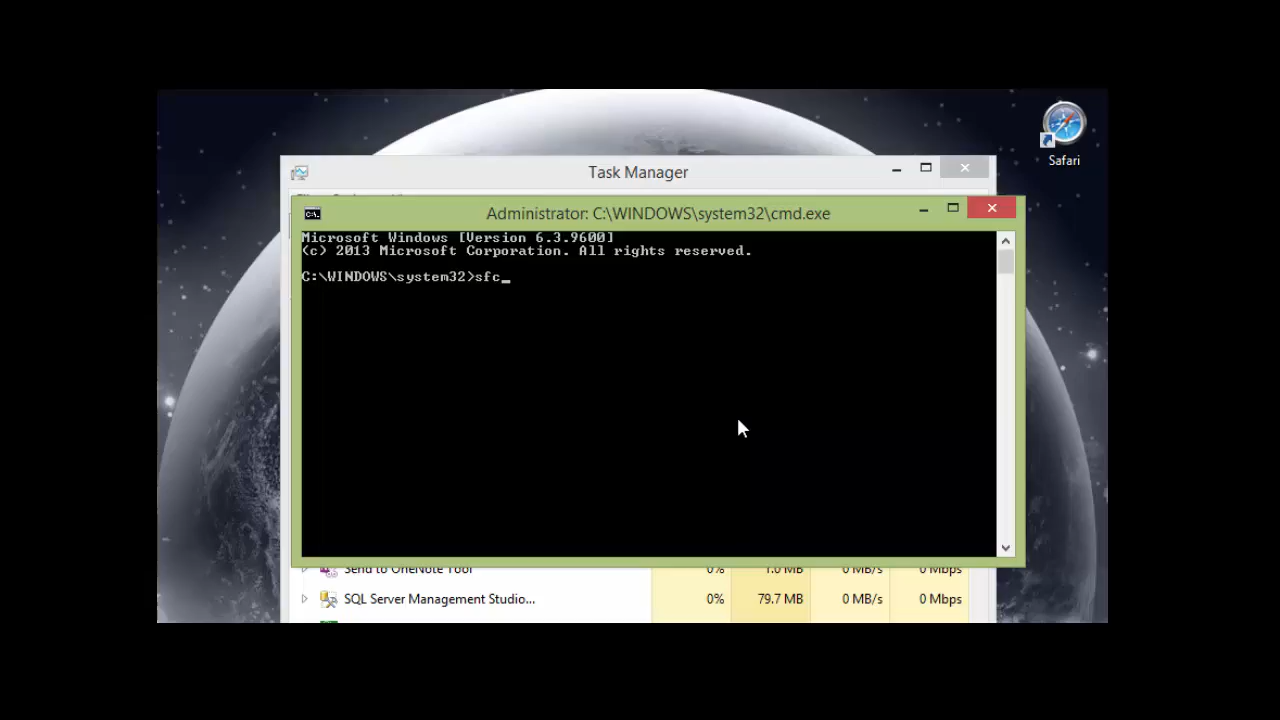 Safari
Task Manager
Administrator: C:\WINDOWS\system32\cmd.exe
Microsoft Windows [Version 6.3.9600]
(c) 2013 Microsoft Corporation. All rights reserved.
C:\WINDOWS\system32>sfc_
Send to OneNote Tool 0% 1.0 MB 0 MB/s 0 Mbps
SQL Server Management Studio... 0% 79.7 MB 0 MB/s 0 Mbps